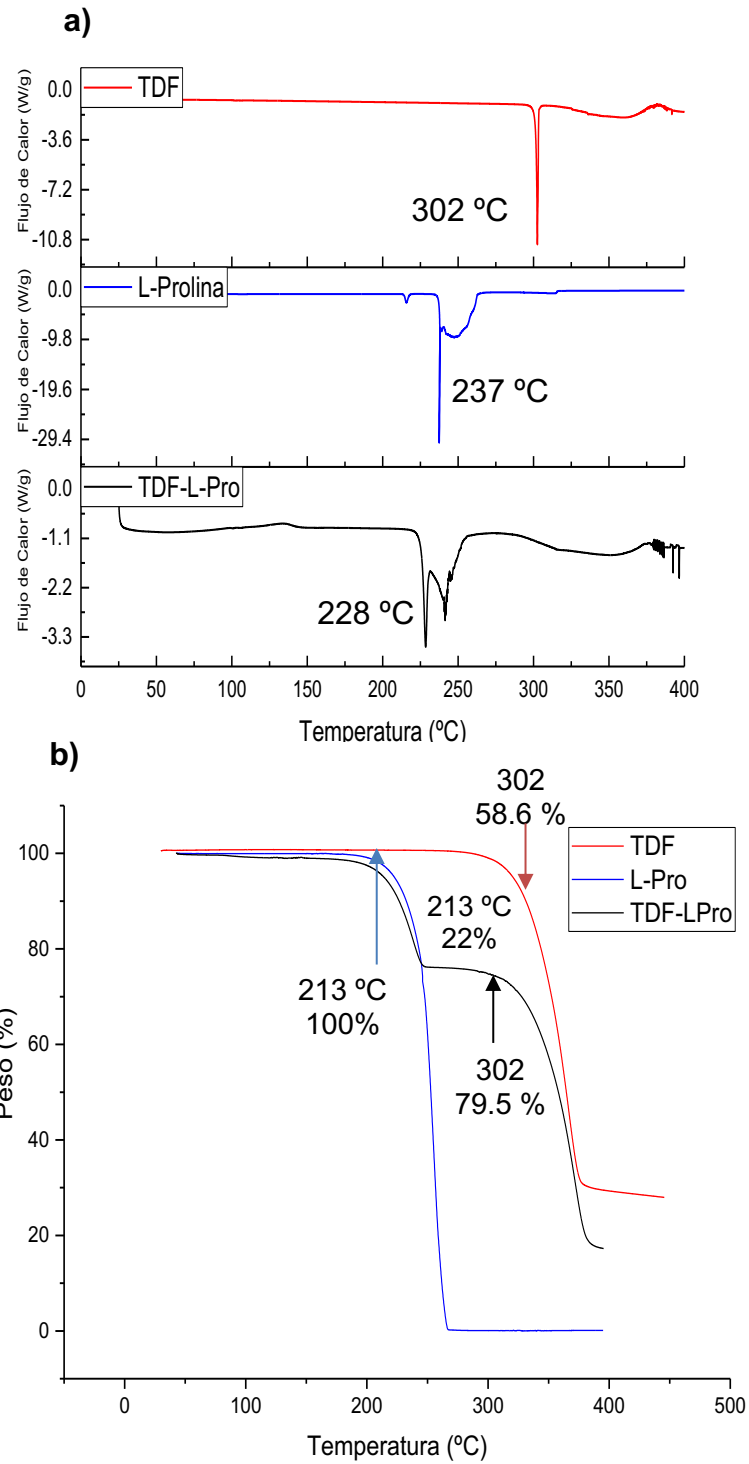 a)
0.0
-3.6
-7.2
-10.8
Flujo de Calor (W/g)
TDF
302 ºC
0.0
-9.8
-19.6
-29.4
Flujo de Calor (W/g)
L-Prolina
237 ºC
0.0
-1.1
-2.2
-3.3
Flujo de Calor (W/g)
TDF-L-Pro
228 ºC
0 50 100 150 200 250 300 350 400
Temperatura (ºC)
b)
302
58.6 %
TDF
L-Pro
TDF-LPro
213 ºC
22%
213 ºC
100%
302
79.5 %
100
80
60
40
20
0
Peso (%)
0 100 200 300 400 500
Temperatura (ºC)